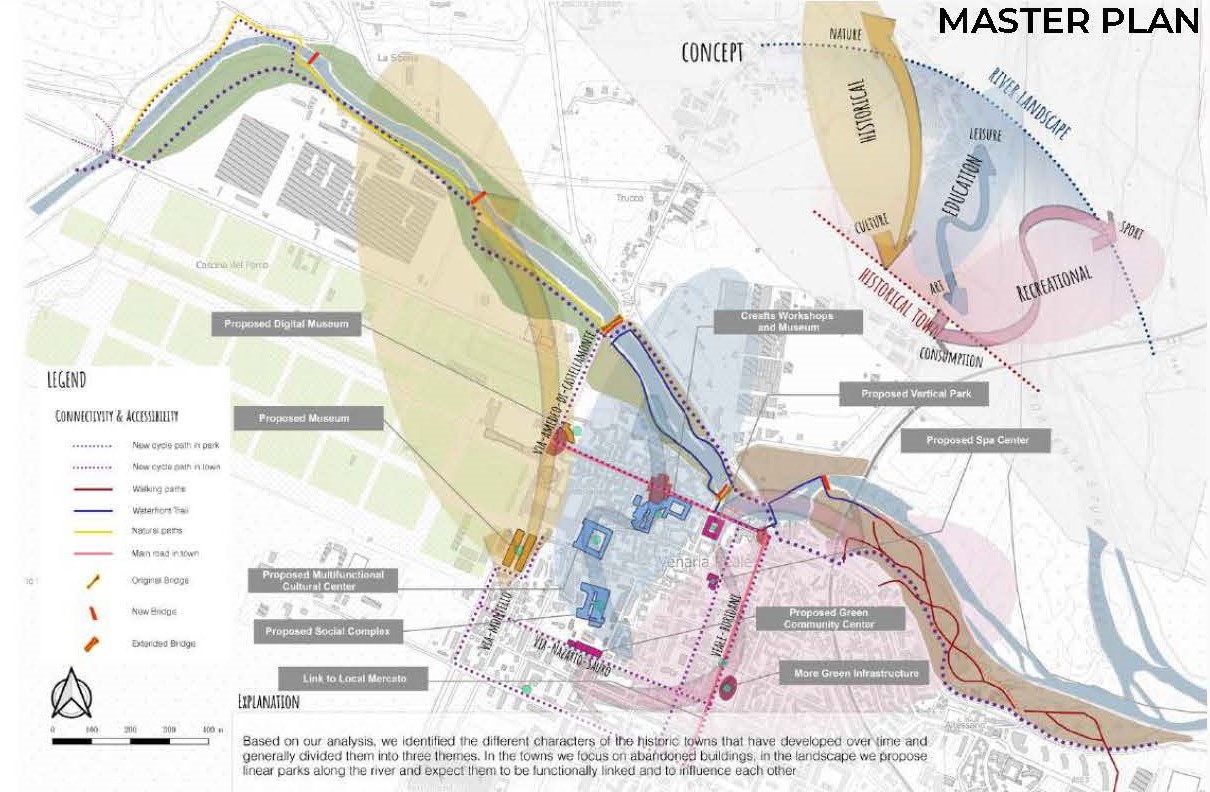 MASTER PLAN
CONCEPT
NATURE
HISTORICAL
CULTURE
RIVER LANDSCAPE
LEISURE
EDUCATION
ART
SPORT
RECREATIONAL
HISTORICAL TOWN
CONSUMPTION
La Sibona
Trucco
Cascina del Parco
Proposed Digital Museum
Creafts Workshops
and Museum
Proposed Museum
Proposed Vertical Park
Proposed Spa Center
VIA-AMEDEO-DI-CASTELLAMONTE
LEGEND
CONNECTIVITY & ACCESSIBILITY
New cycle path in park
New cycle path in town
Walking paths
Waterfront Trail
Natural paths
Main road in town
Original Bridge
New Bridge
Extended Bridge
0 100 200 300 400 m
Venaria Reale
Proposed Multifunctional
Cultural Center
Proposed Social Complex
Proposed Green
Community Center
Link to Local Mercato
More Green Infrastructure
VIA-NAZARIO-SAURO
Altessano
EXPLANATION
Based on our analysis, we identified the different characters of the historic towns that have developed over time and
generally divided them into three themes. In the towns we focus on abandoned buildings, in the landscape we propose
linear parks along the river and expect them to be functionally linked and to influence each other